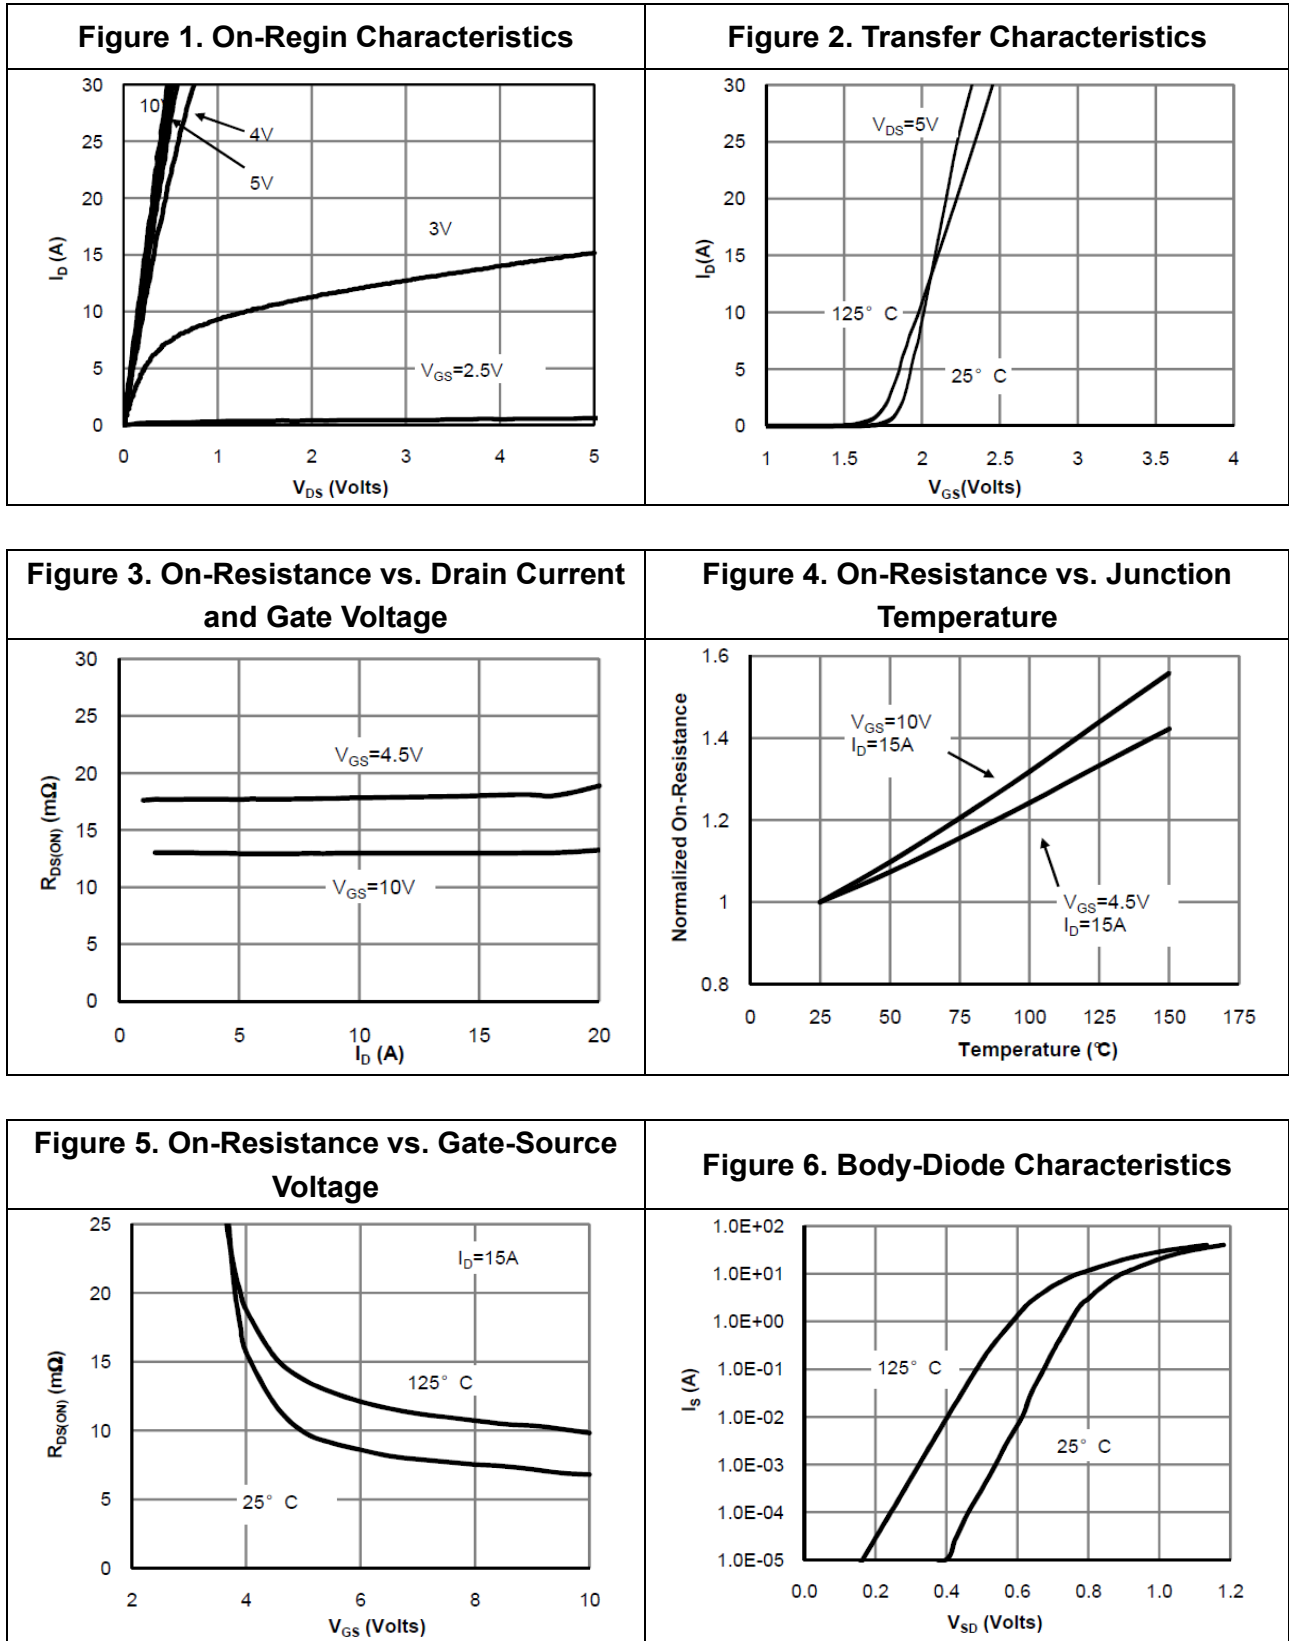 Figure 1. On-Regin Characteristics
Figure 2. Transfer Characteristics
30
25
20
15
10
5
0
0 1 2 3 4 5
I_D (A)
V_DS (Volts)
10V
4V
5V
3V
V_GS=2.5V
30
25
20
15
10
5
0
1 1.5 2 2.5 3 3.5 4
I_D(A)
V_GS(Volts)
V_DS=5V
125° C
25° C
Figure 3. On-Resistance vs. Drain Current
and Gate Voltage
Figure 4. On-Resistance vs. Junction
Temperature
30
25
20
15
10
5
0
0 5 10 15 20
R_DS(ON) (mΩ)
I_D (A)
V_GS=4.5V
V_GS=10V
1.6
1.4
1.2
1
0.8
0 25 50 75 100 125 150 175
Normalized On-Resistance
Temperature (℃)
V_GS=10V
I_D=15A
V_GS=4.5V
I_D=15A
Figure 5. On-Resistance vs. Gate-Source
Voltage
Figure 6. Body-Diode Characteristics
25
20
15
10
5
0
2 4 6 8 10
R_DS(ON) (mΩ)
V_GS (Volts)
I_D=15A
125° C
25° C
1.0E+02
1.0E+01
1.0E+00
1.0E-01
1.0E-02
1.0E-03
1.0E-04
1.0E-05
0.0 0.2 0.4 0.6 0.8 1.0 1.2
I_S (A)
V_SD (Volts)
125° C
25° C